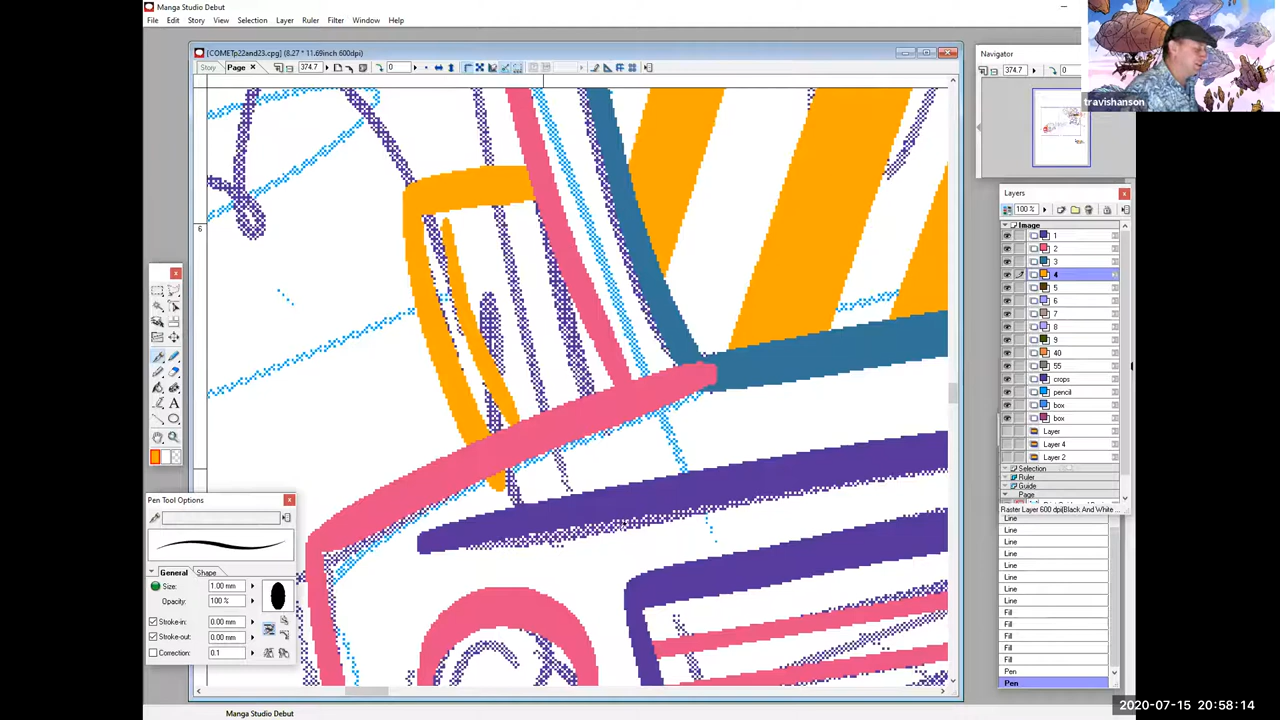 Manga Studio Debut
File Edit Story View Selection Layer Ruler Filter Window Help
[COMETp22and23.cpg] (8.27 * 11.69inch 600dpi)
Story Page 374.7 0
6
Navigator
374.7 0
travishanson
Layers
100 %
Image
1
2
3
4
5
6
7
8
9
40
55
crops
pencil
box
box
Layer
Layer 4
Layer 2
Selection
Ruler
Guide
Page
Raster Layer 600 dpi(Black And White ...
Line
Line
Line
Line
Line
Line
Line
Line
Fill
Fill
Fill
Fill
Fill
Pen
Pen
Pen Tool Options
General Shape
Size: 1.00 mm
Opacity: 100 %
Stroke-in: 0.00 mm
Stroke-out: 0.00 mm
Correction: 0.1
Manga Studio Debut
2020-07-15 20:58:14